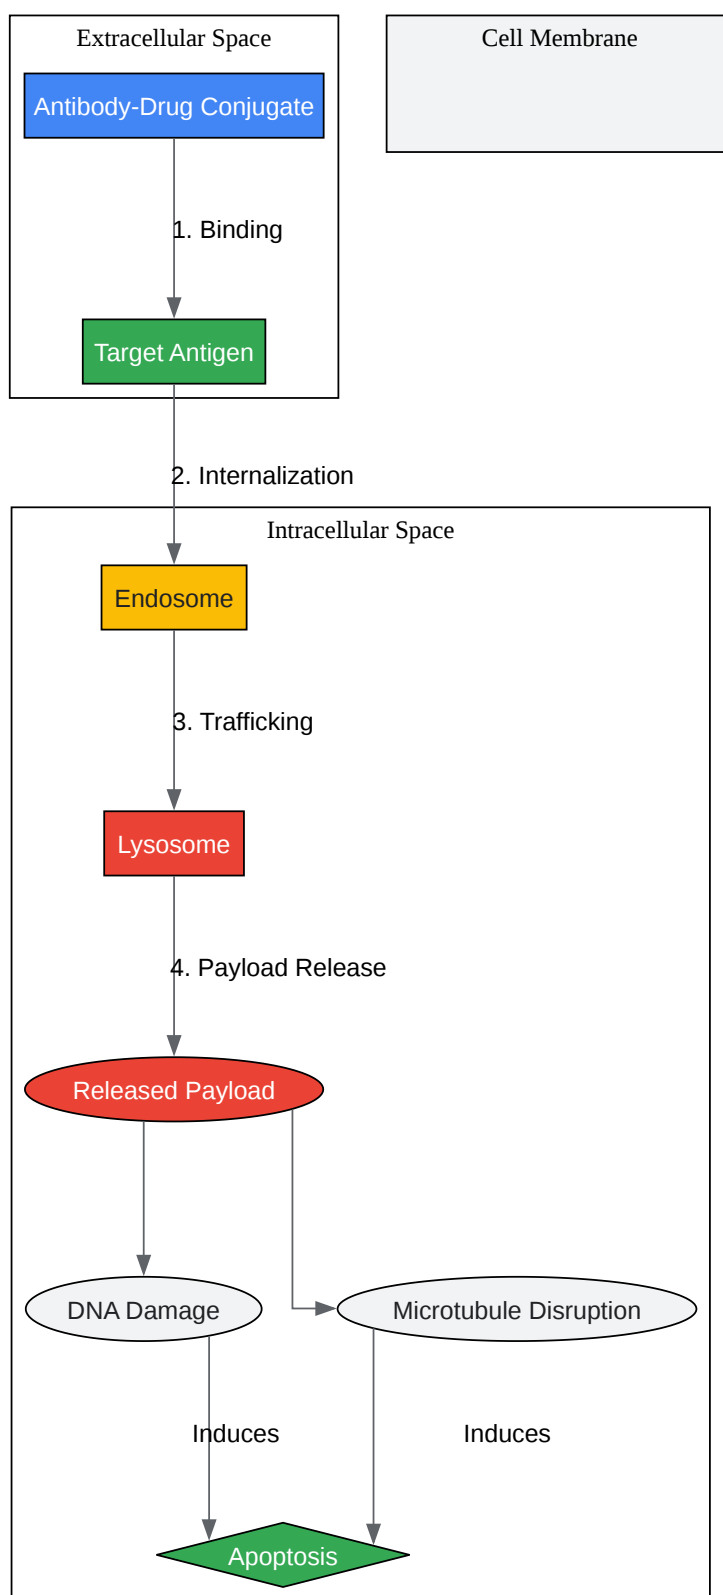 Extracellular Space
Cell Membrane
Antibody-Drug Conjugate
1. Binding
Target Antigen
2. Internalization
Intracellular Space
Endosome
3. Trafficking
Lysosome
4. Payload Release
Released Payload
DNA Damage
Microtubule Disruption
Induces
Induces
Apoptosis